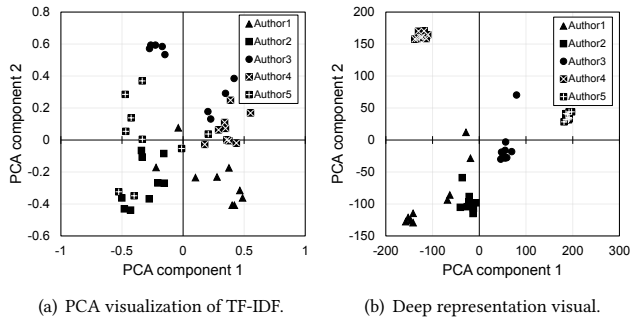 0.8
0.6
0.4
0.2
0
-0.2
-0.4
-0.6
-1
-0.5
0
0.5
1
PCA component 2
PCA component 1
Author1
Author2
Author3
Author4
Author5
(a) PCA visualization of TF-IDF.
200
150
100
50
0
-50
-100
-150
-200
-100
0
100
200
300
PCA component 2
PCA component 1
Author1
Author2
Author3
Author4
Author5
(b) Deep representation visual.